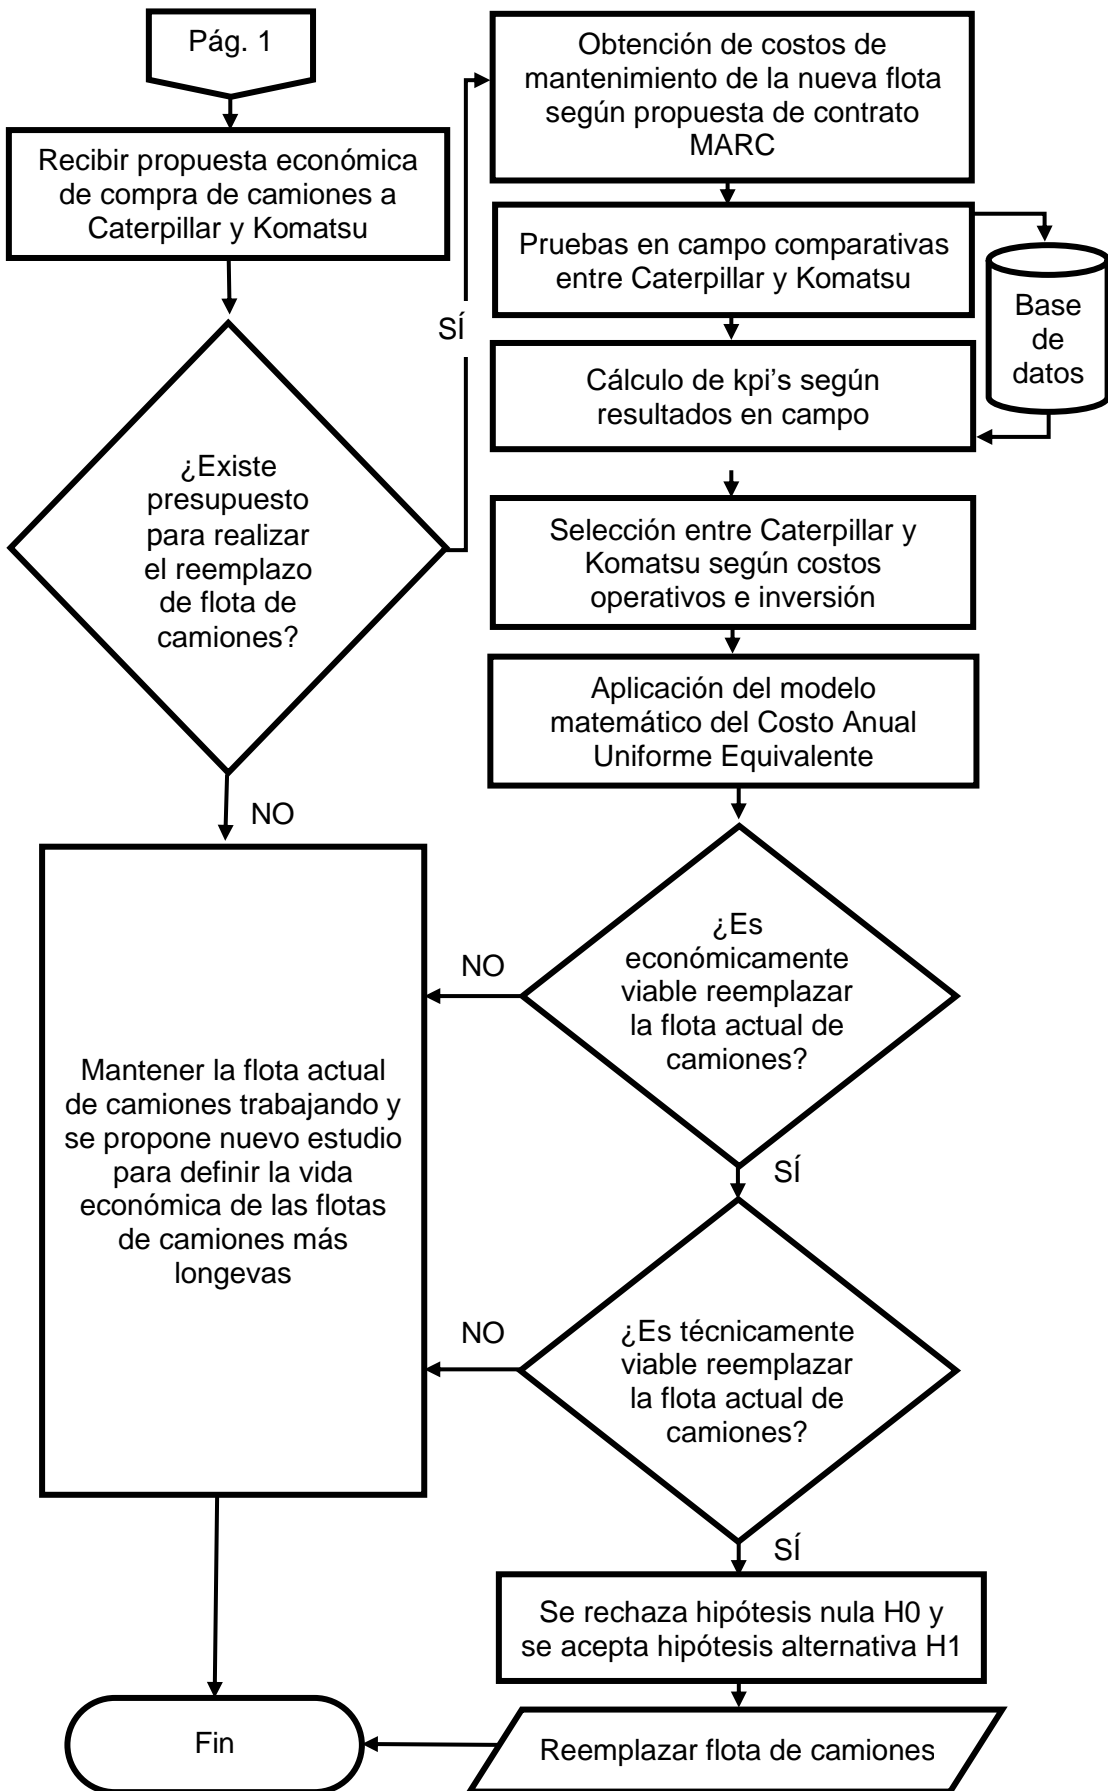 Pág. 1
Recibir propuesta económica
de compra de camiones a
Caterpillar y Komatsu
¿Existe
presupuesto
para realizar
el reemplazo
de flota de
camiones?
SÍ
NO
Obtención de costos de
mantenimiento de la nueva flota
según propuesta de contrato
MARC
Pruebas en campo comparativas
entre Caterpillar y Komatsu
Base
de
datos
Cálculo de kpi’s según
resultados en campo
Selección entre Caterpillar y
Komatsu según costos
operativos e inversión
Aplicación del modelo
matemático del Costo Anual
Uniforme Equivalente
¿Es
económicamente
viable reemplazar
la flota actual de
camiones?
NO
SÍ
Mantener la flota actual
de camiones trabajando y
se propone nuevo estudio
para definir la vida
económica de las flotas
de camiones más
longevas
¿Es técnicamente
viable reemplazar
la flota actual de
camiones?
NO
SÍ
Se rechaza hipótesis nula H0 y
se acepta hipótesis alternativa H1
Reemplazar flota de camiones
Fin